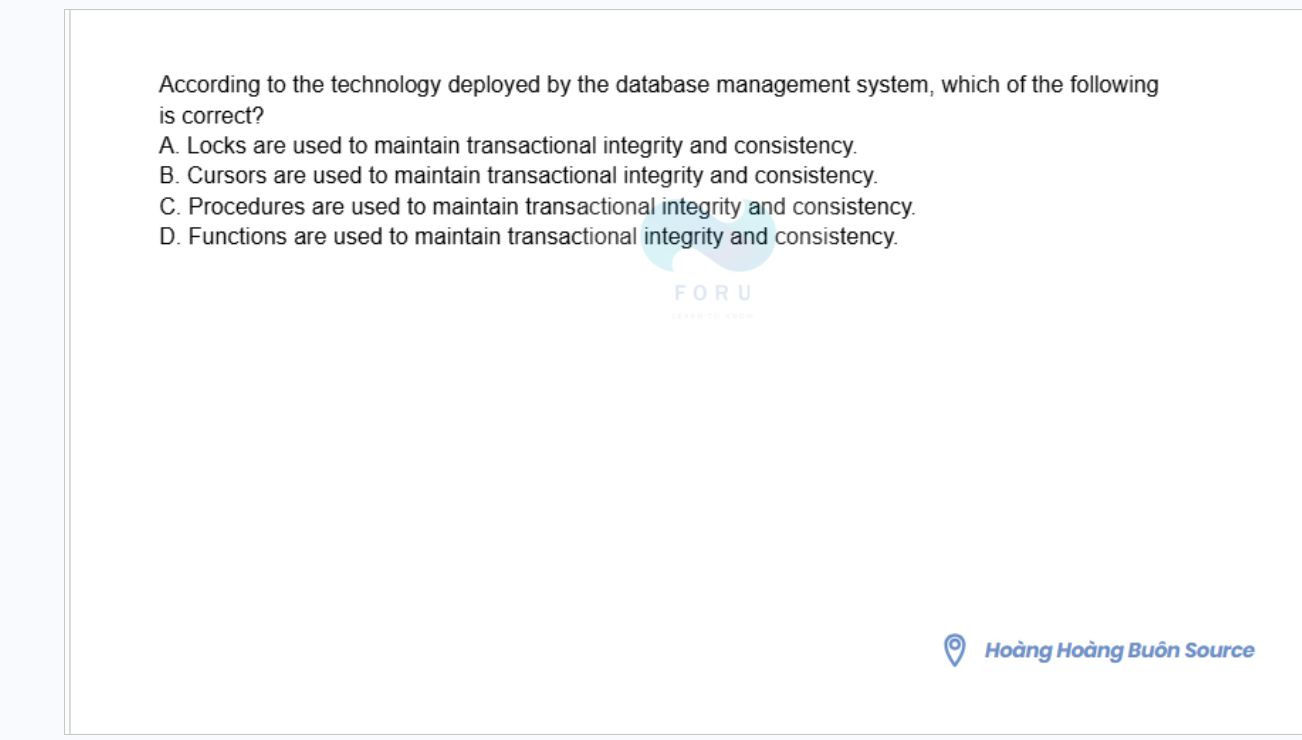 According to the technology deployed by the database management system, which of the following
is correct?
A. Locks are used to maintain transactional integrity and consistency.
B. Cursors are used to maintain transactional integrity and consistency.
C. Procedures are used to maintain transactional integrity and consistency.
D. Functions are used to maintain transactional integrity and consistency.
FORU
LEARN TO KNOW
Hoàng Hoàng Buôn Source